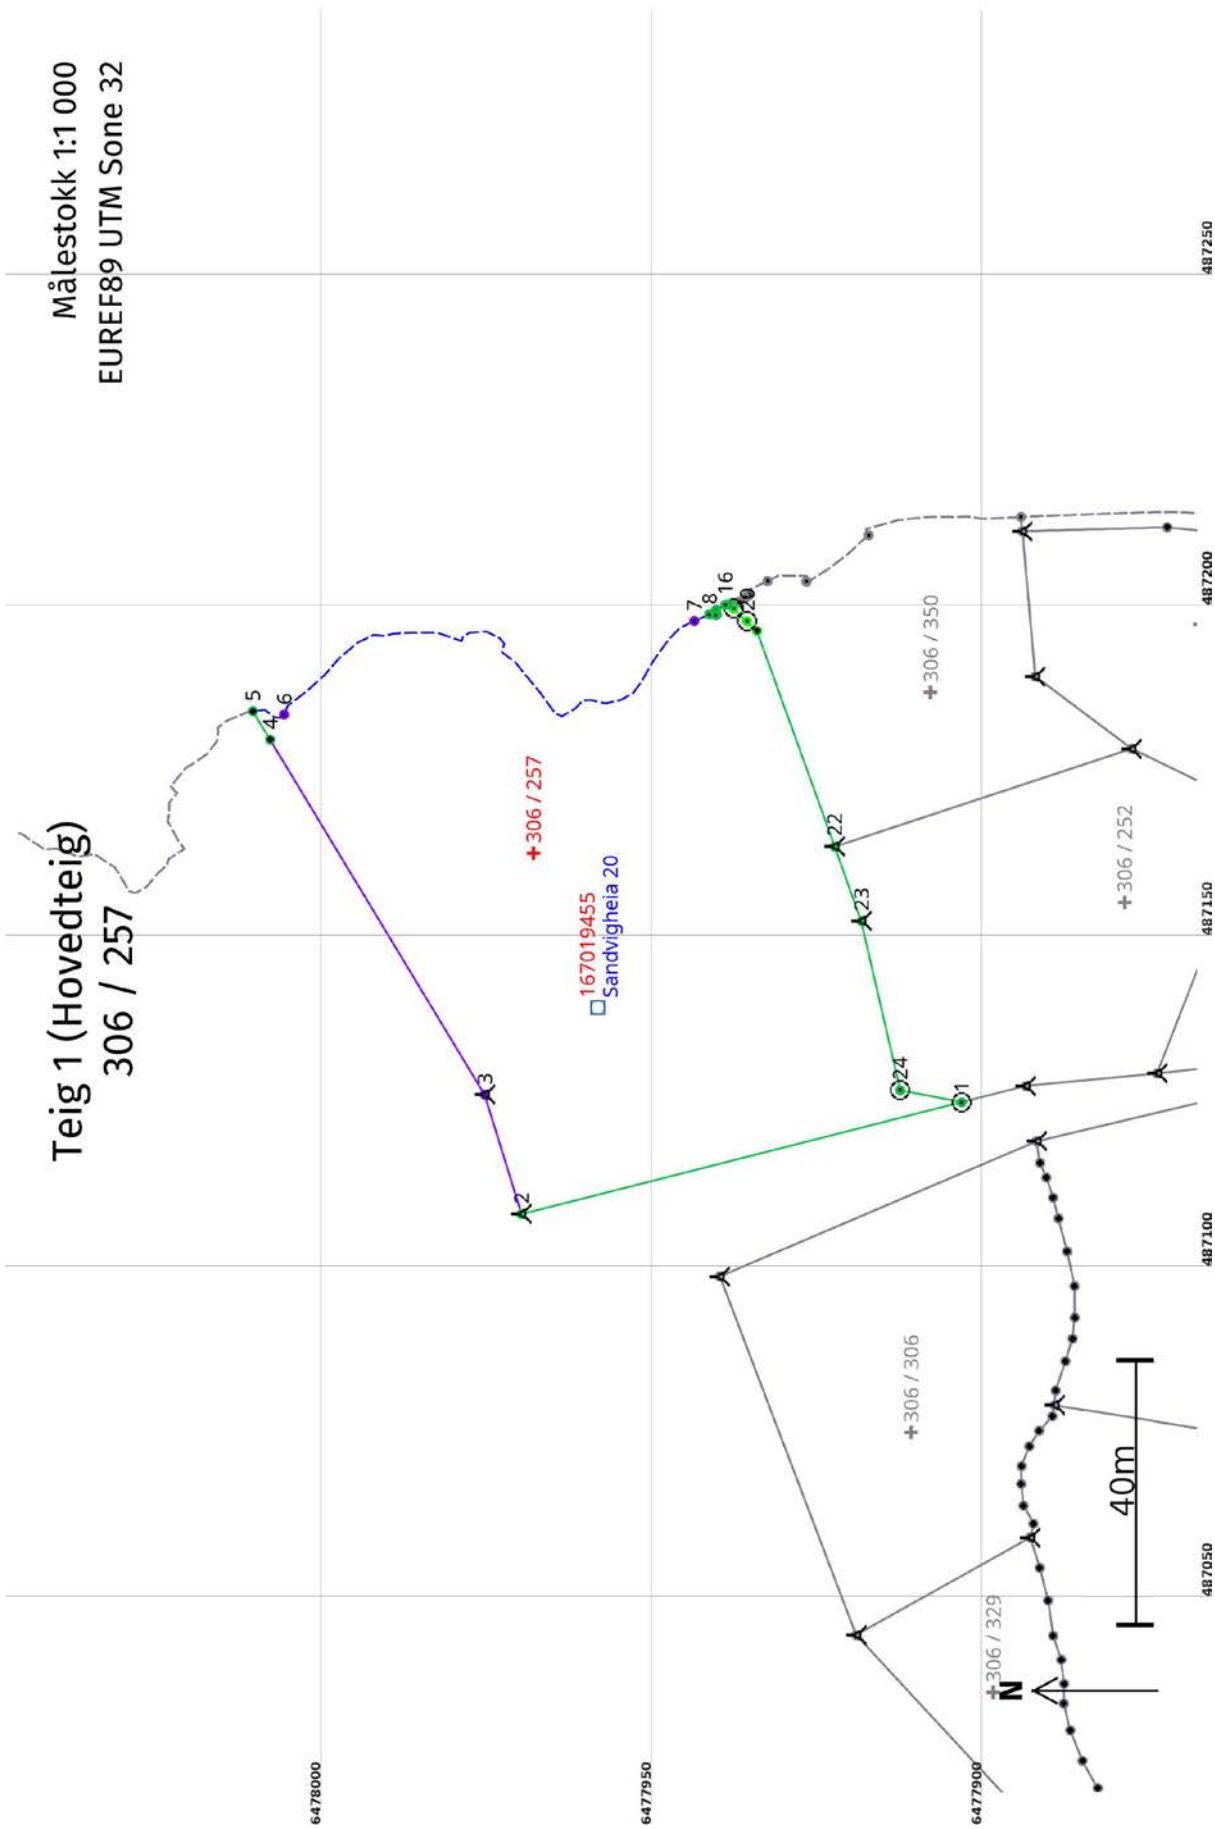 Målestokk 1:1 000
EUREF89 UTM Sone 32
Teig 1 (Hovedteig)
306 / 257
5
4
6
3
2
7
8
16
22
23
24
1
306 / 257
167019455
Sandvigheia 20
306 / 350
306 / 252
306 / 306
306 / 329
N
40m
6478000
6477950
6477900
487050
487100
487150
487200
487250